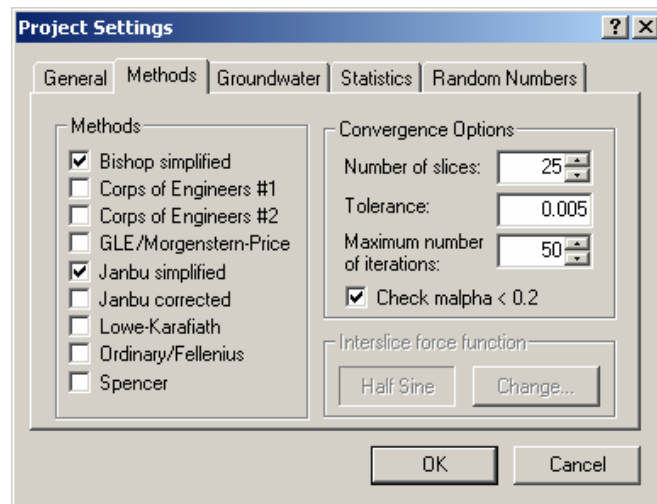 Project Settings
General Methods Groundwater Statistics Random Numbers
Methods
Bishop simplified
Corps of Engineers #1
Corps of Engineers #2
GLE/Morgenstern-Price
Janbu simplified
Janbu corrected
Lowe-Karafiath
Ordinary/Fellenius
Spencer
Convergence Options
Number of slices: 25
Tolerance: 0.005
Maximum number
of iterations: 50
Check malpha < 0.2
Interslice force function
Half Sine Change...
OK Cancel